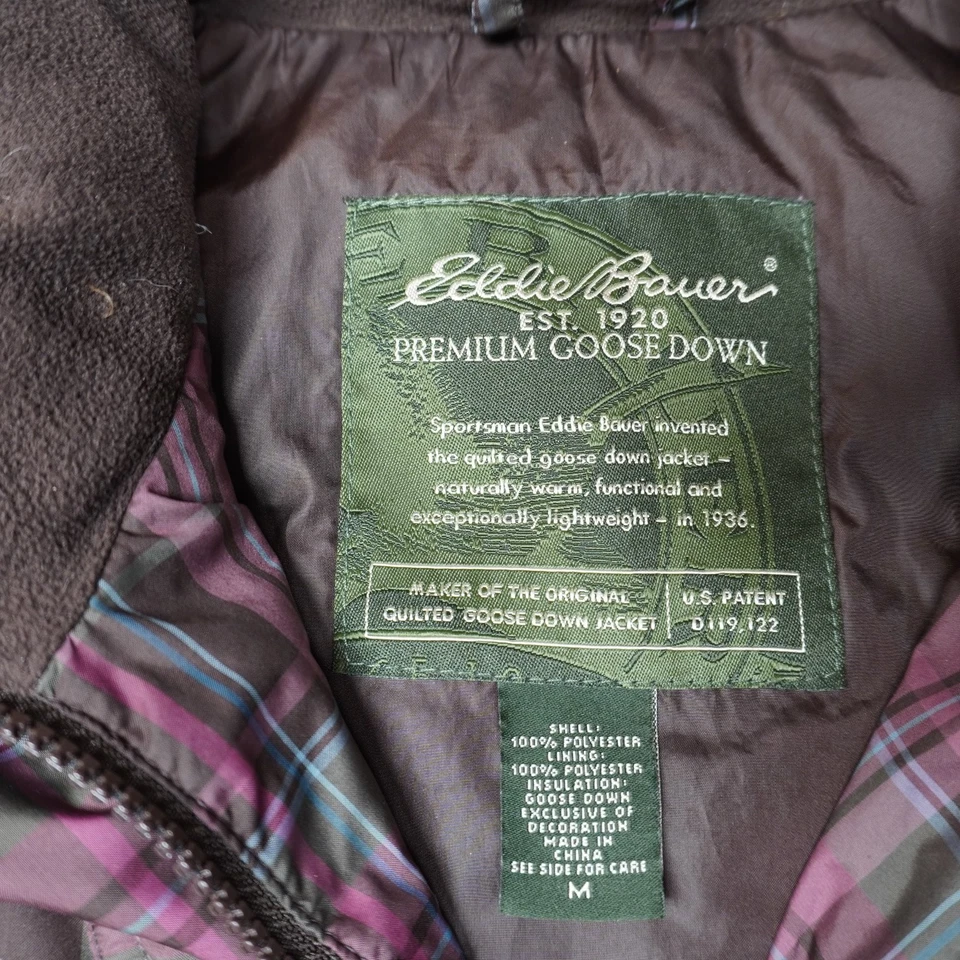 E B
Eddie Bauer®
EST. 1920
PREMIUM GOOSE DOWN
Sportsman Eddie Bauer invented
the quilted goose down jacket –
naturally warm, functional and
exceptionally lightweight – in 1936.
MAKER OF THE ORIGINAL
QUILTED GOOSE DOWN JACKET
U.S. PATENT
D119,122
SHELL:
100% POLYESTER
LINING:
100% POLYESTER
INSULATION:
GOOSE DOWN
EXCLUSIVE OF
DECORATION
MADE IN
CHINA
SEE SIDE FOR CARE
M